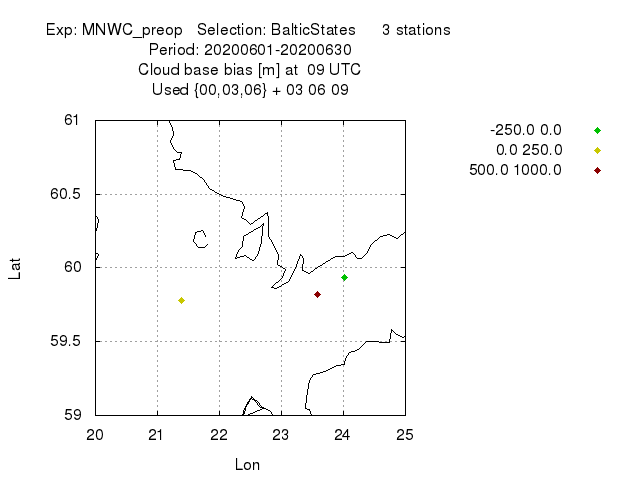 Exp: MNWC_preop   Selection: BalticStates      3 stations
Period: 20200601-20200630
Cloud base bias [m] at  09 UTC
Used {00,03,06} + 03 06 09
-250.0 0.0
0.0 250.0
500.0 1000.0
61
60.5
60
59.5
59
Lat
20 21 22 23 24 25
Lon